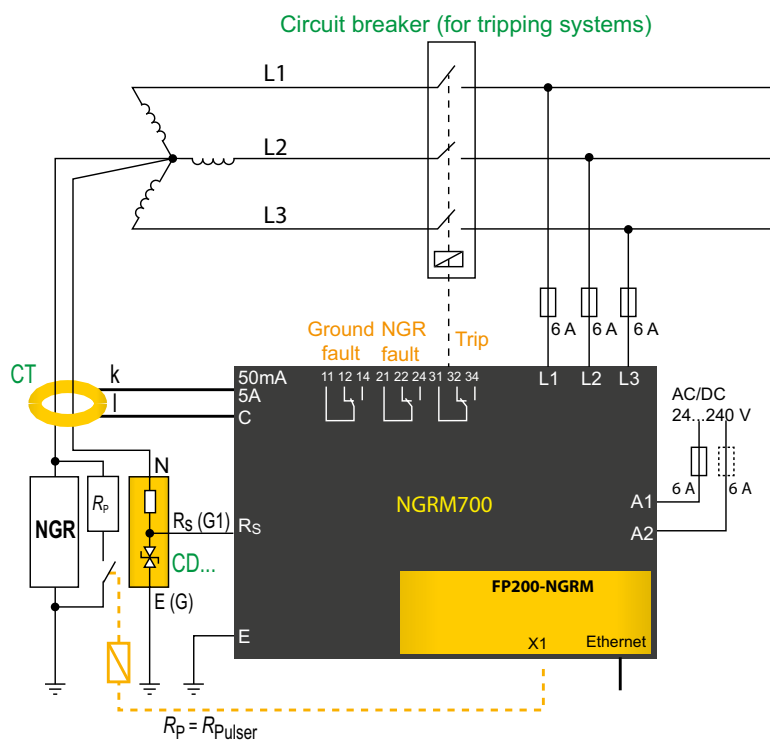 Circuit breaker (for tripping systems)
L1
L2
L3
6 A
6 A
6 A
Ground
fault
NGR
fault
Trip
CT
k
l
50mA
5A
C
11 12 14
21 22 24
31 32 34
L1
L2
L3
AC/DC
24...240 V
6 A
6 A
N
NGR
RP
RS (G1)
RS
CD...
E (G)
E
NGRM700
A1
A2
FP200-NGRM
X1
Ethernet
RP = RPulser